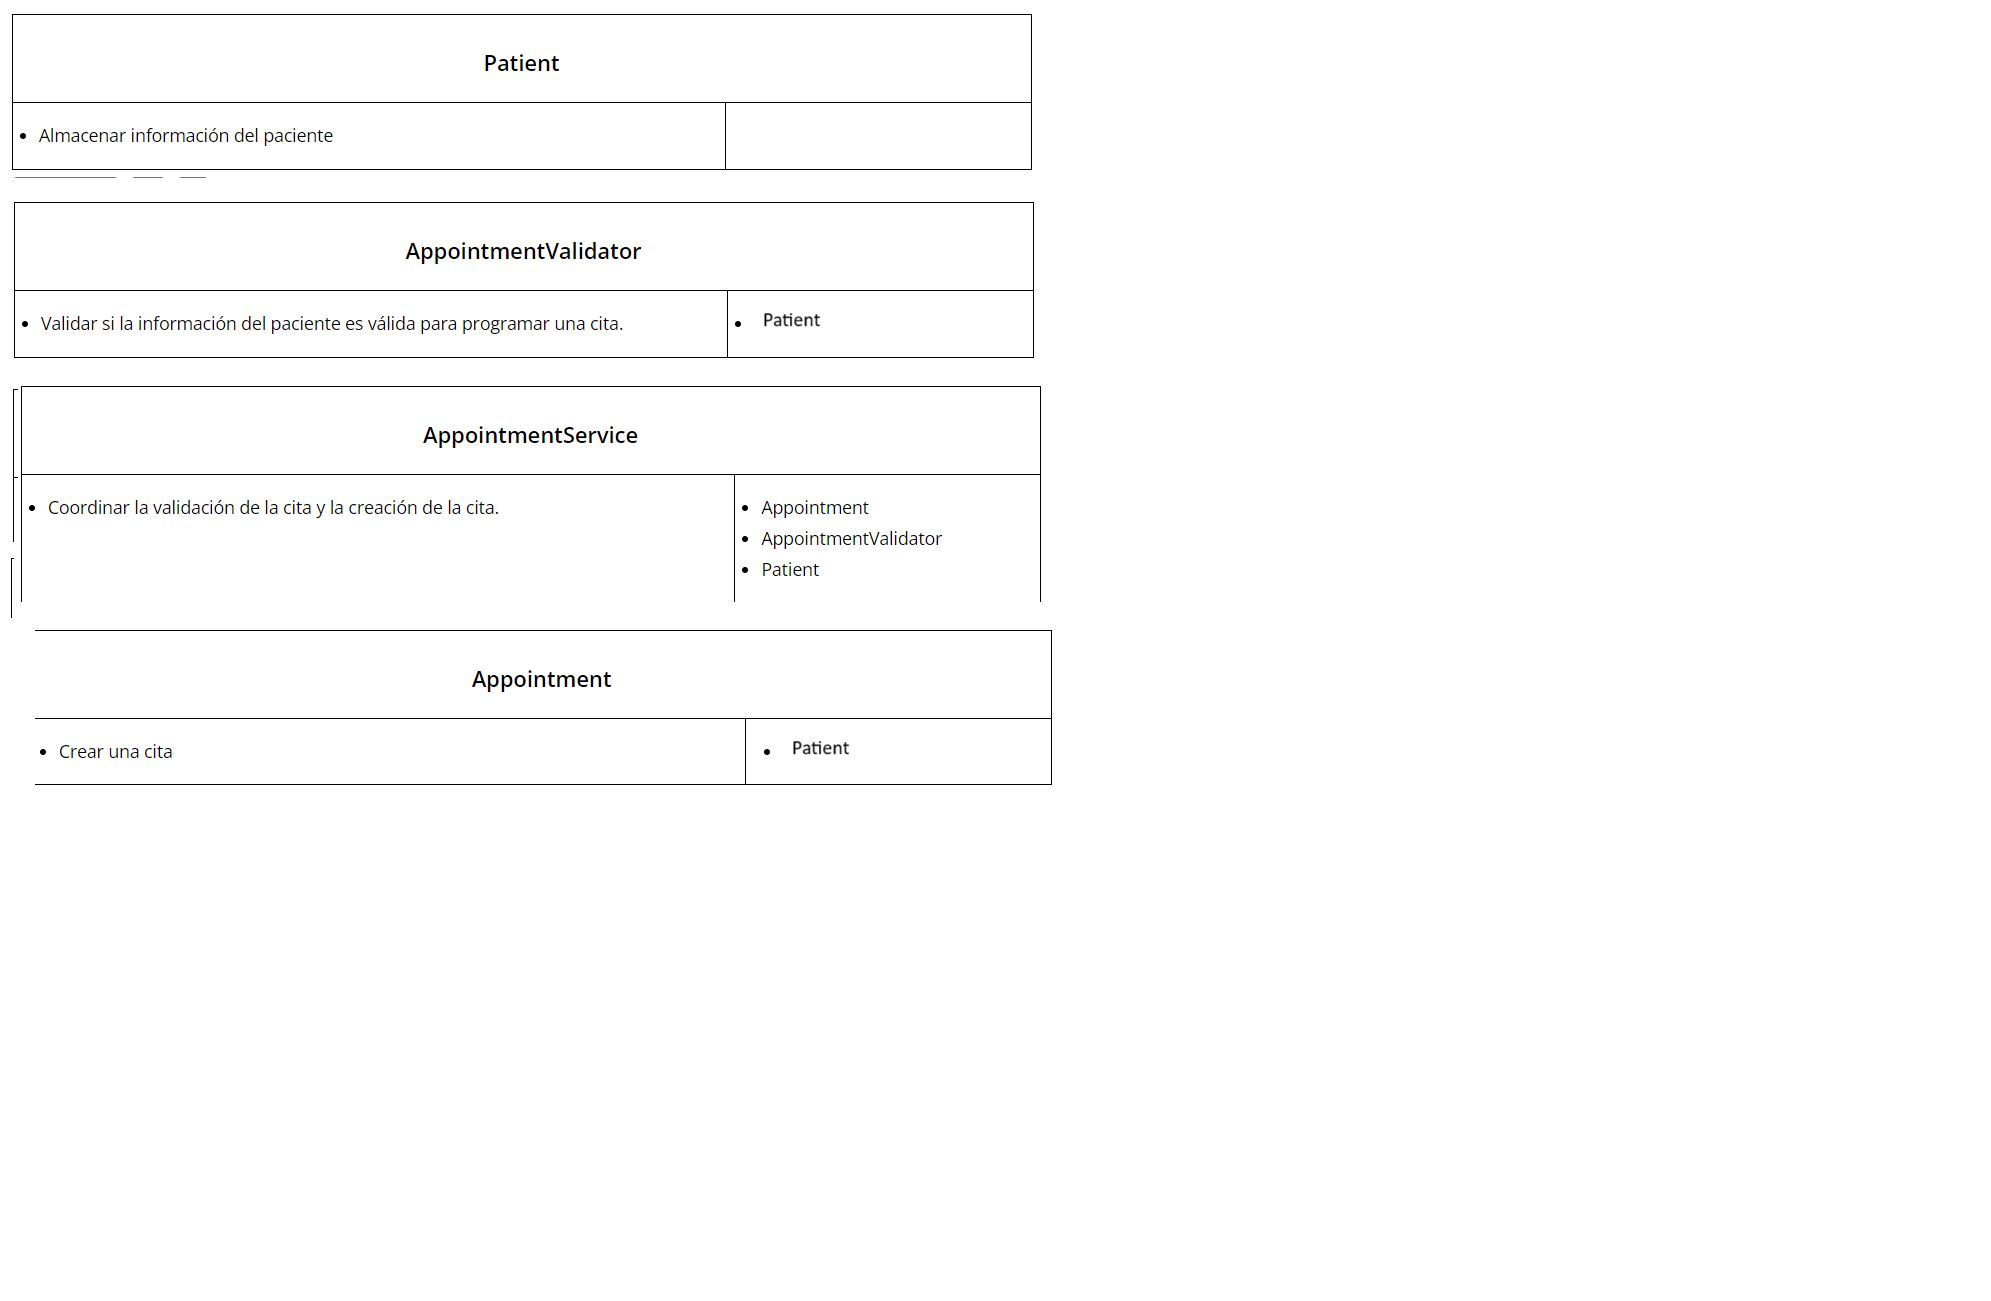 Patient
• Almacenar información del paciente
AppointmentValidator
• Validar si la información del paciente es válida para programar una cita.
• Patient
AppointmentService
• Coordinar la validación de la cita y la creación de la cita.
• Appointment
• AppointmentValidator
• Patient
Appointment
• Crear una cita
• Patient